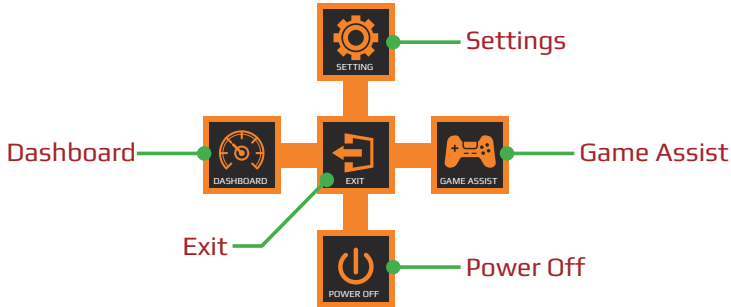 Settings
SETTING
Dashboard
DASHBOARD
EXIT
GAME ASSIST
Game Assist
Exit
POWER OFF
Power Off